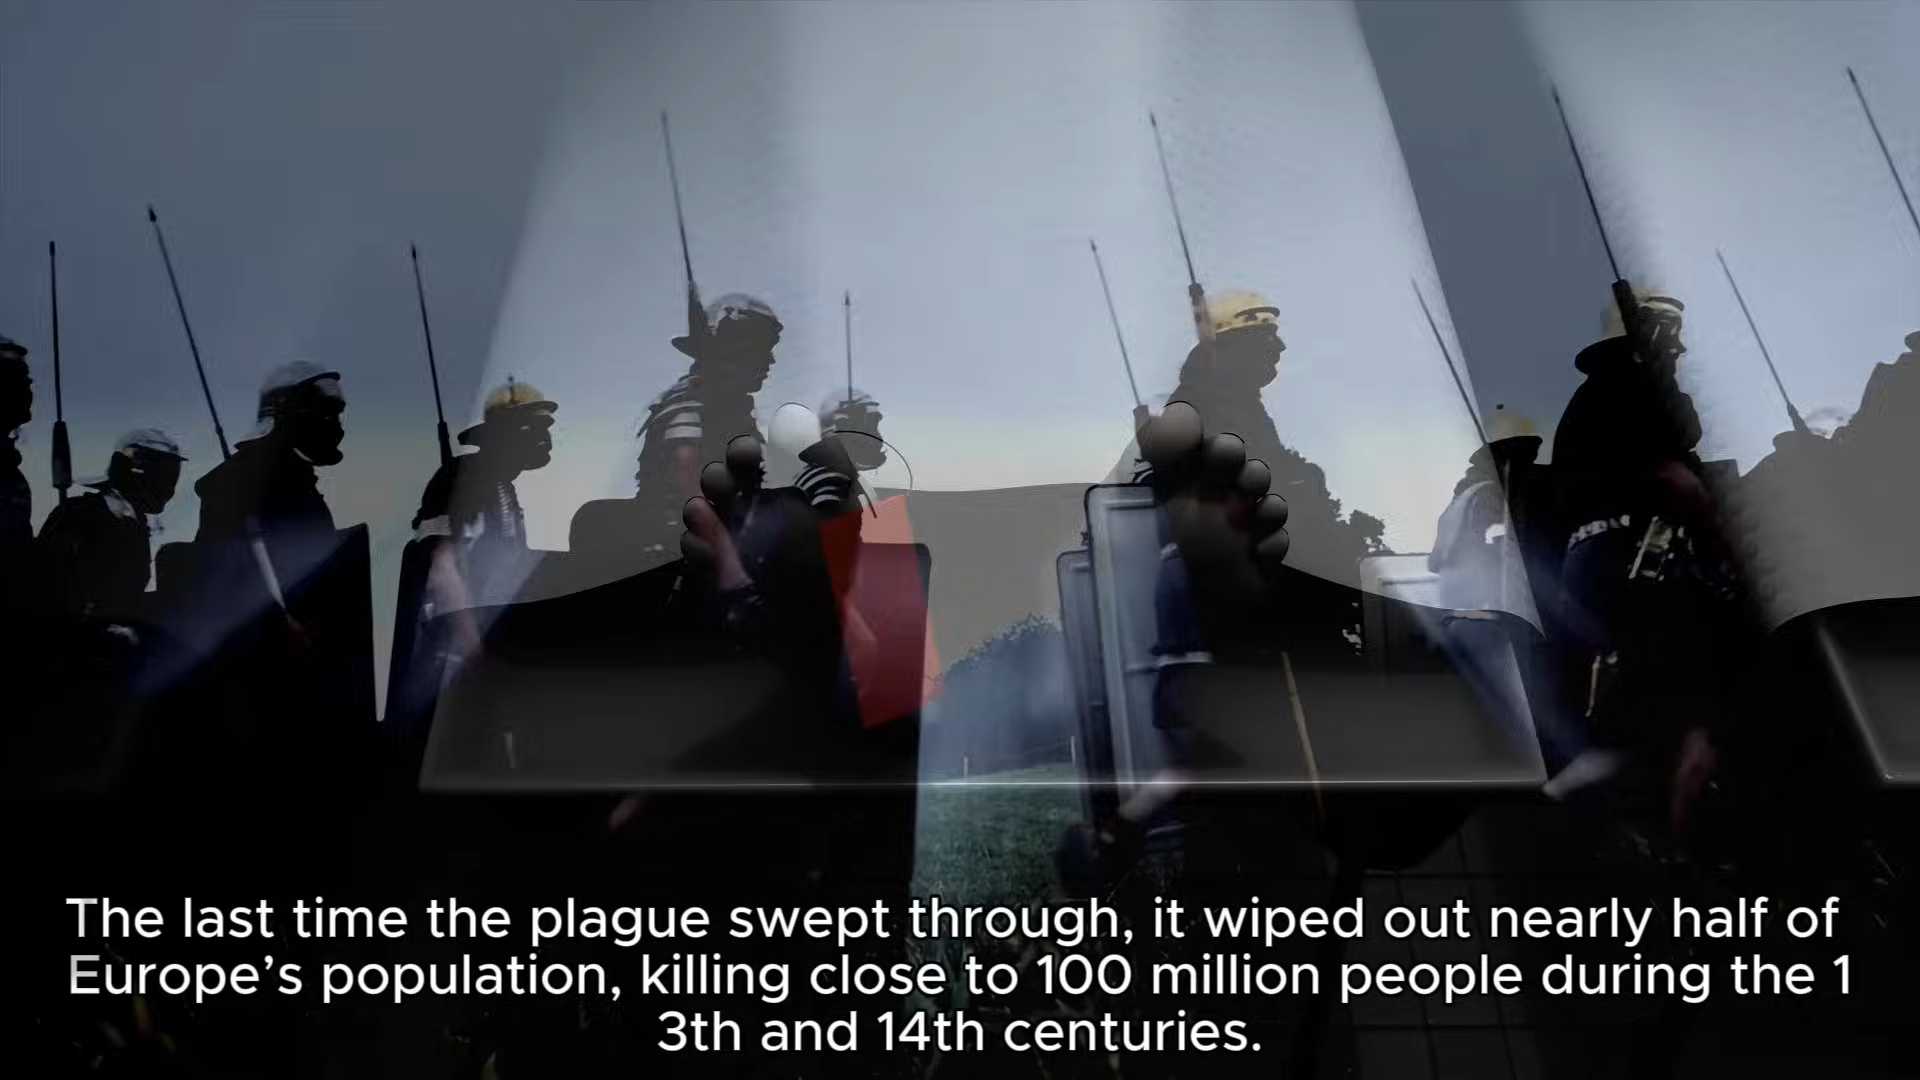 The last time the plague swept through, it wiped out nearly half of
Europe’s population, killing close to 100 million people during the 1
3th and 14th centuries.